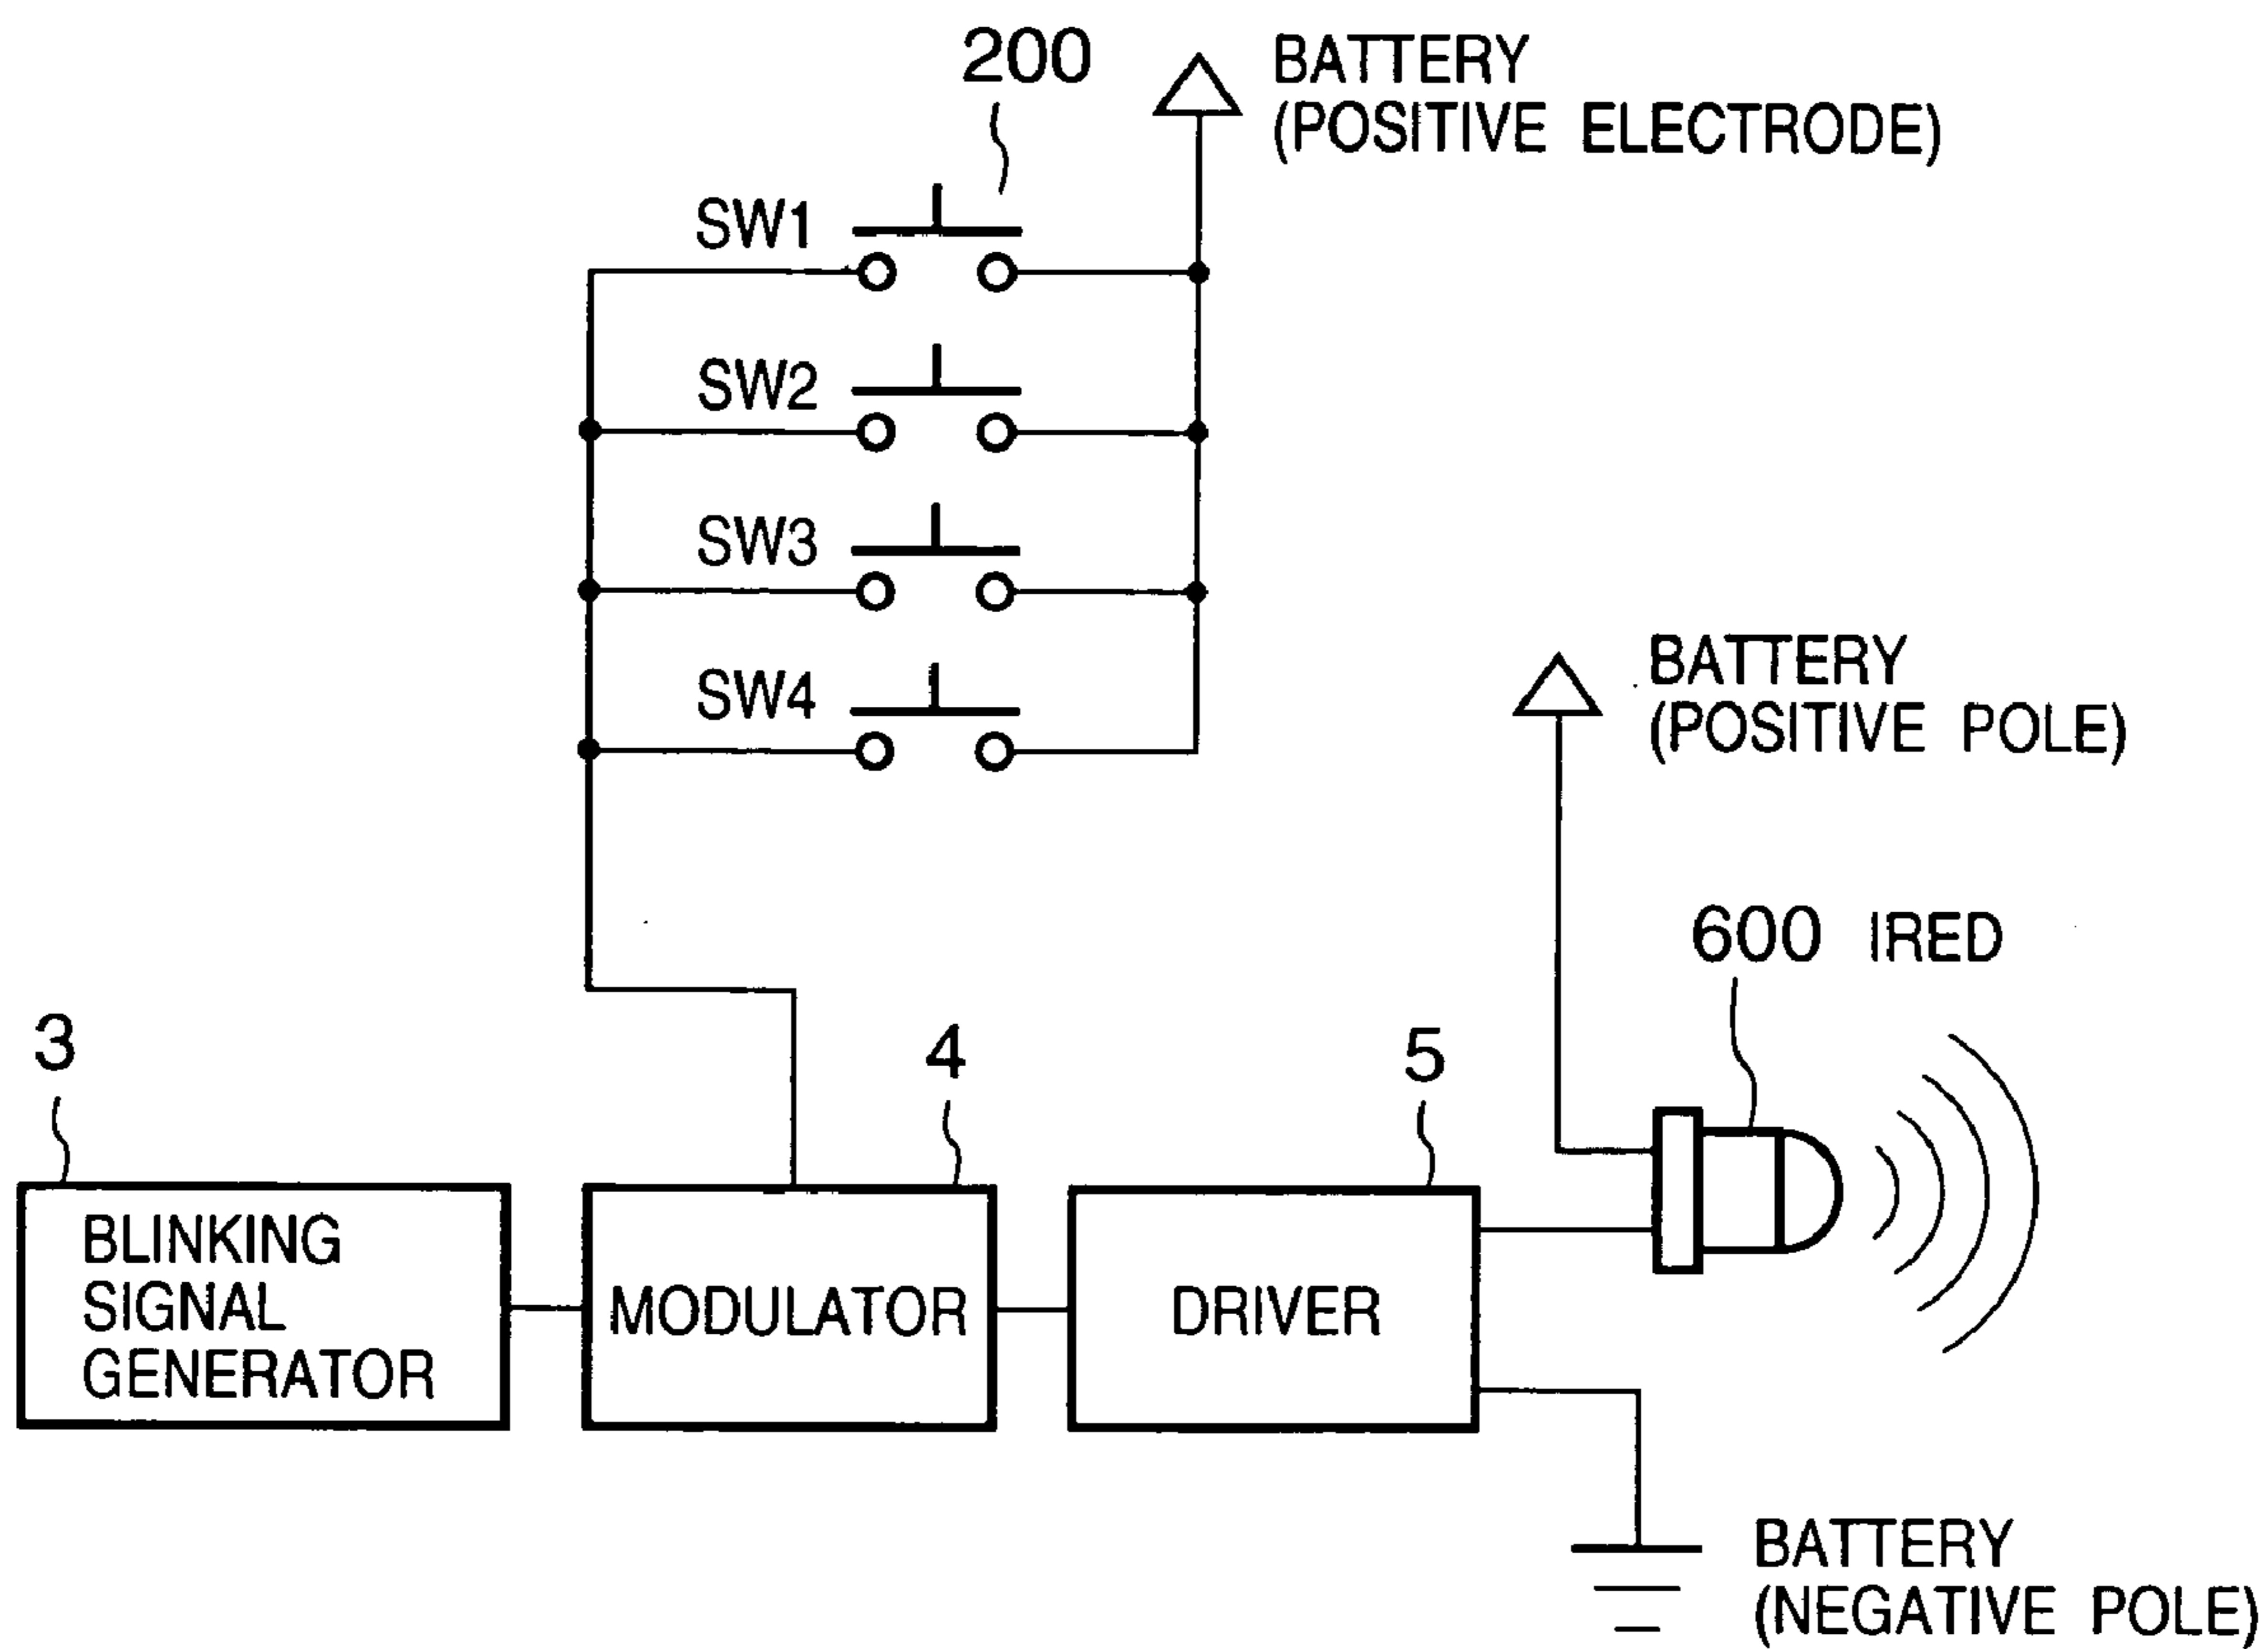 200
BATTERY
(POSITIVE ELECTRODE)
SW1
SW2
SW3
SW4
BATTERY
(POSITIVE POLE)
600 IRED
3
4
5
BLINKING
SIGNAL
GENERATOR
MODULATOR
DRIVER
BATTERY
(NEGATIVE POLE)